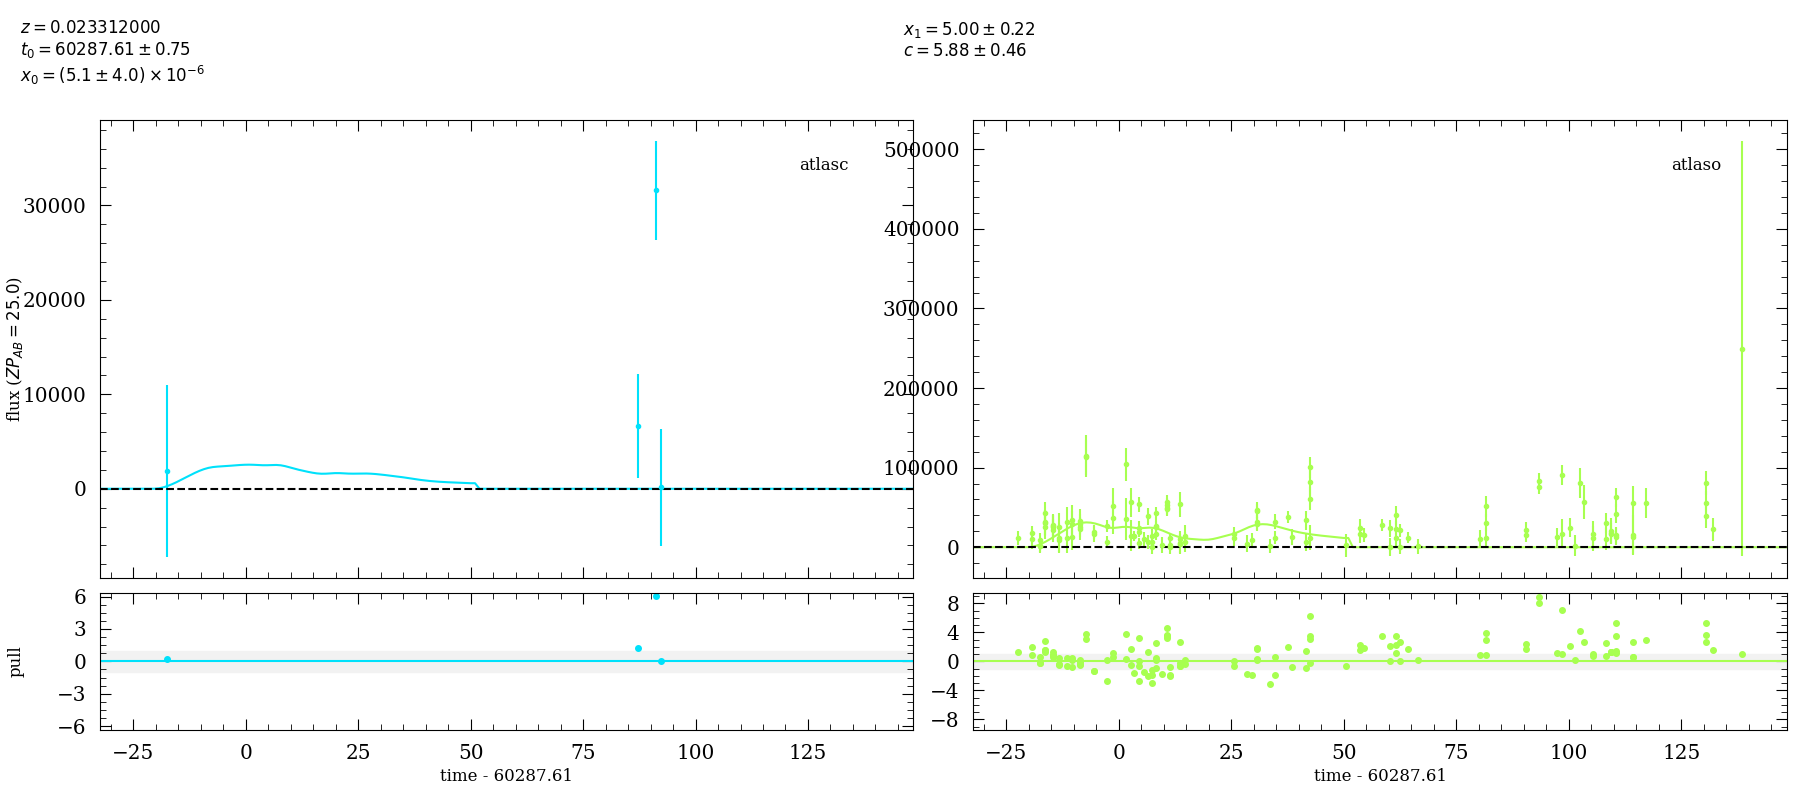 z = 0.023312000
t₀ = 60287.61 ± 0.75
x₀ = (5.1 ± 4.0) × 10⁻⁶
x₁ = 5.00 ± 0.22
c = 5.88 ± 0.46
atlasc
30000
20000
10000
0
flux (ZP_AB = 25.0)
atlaso
500000
400000
300000
200000
100000
0
6
3
0
−3
−6
pull
−25 0 25 50 75 100 125
time - 60287.61
8
4
0
−4
−8
−25 0 25 50 75 100 125
time - 60287.61